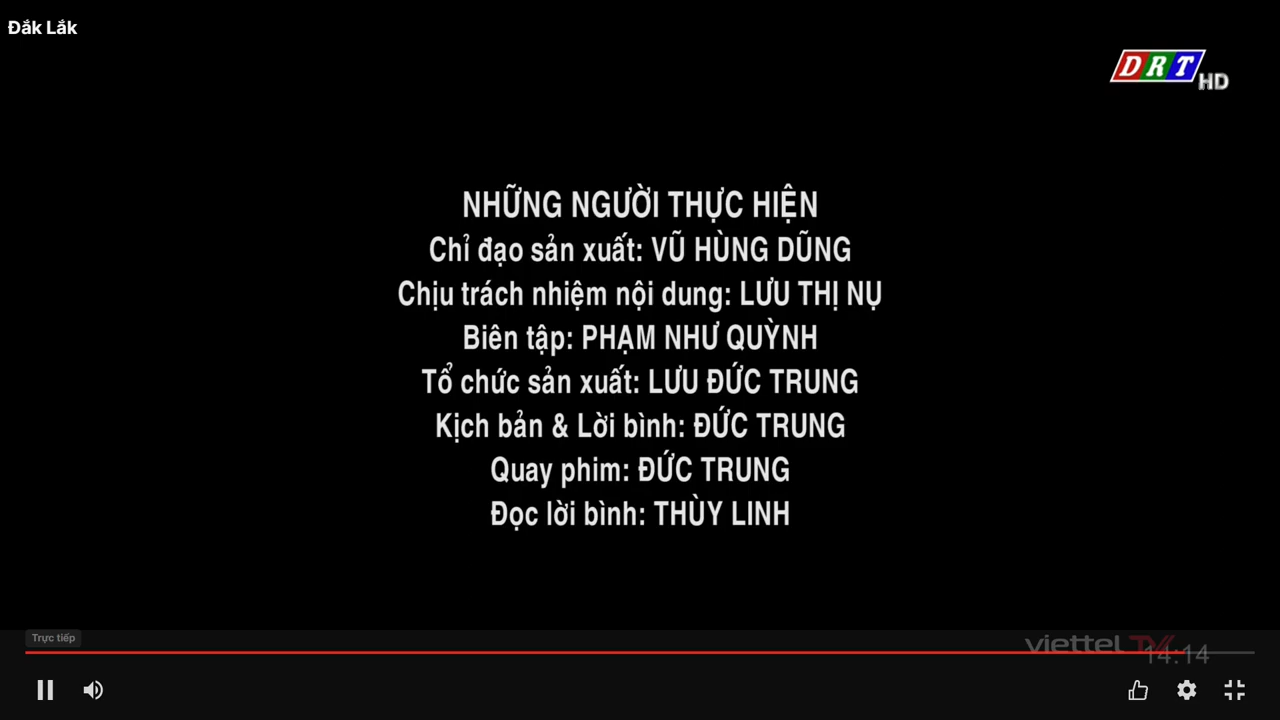 Đắk Lắk
DRT HD
NHỮNG NGƯỜI THỰC HIỆN
Chỉ đạo sản xuất: VŨ HÙNG DŨNG
Chịu trách nhiệm nội dung: LƯU THỊ NỤ
Biên tập: PHẠM NHƯ QUỲNH
Tổ chức sản xuất: LƯU ĐỨC TRUNG
Kịch bản & Lời bình: ĐỨC TRUNG
Quay phim: ĐỨC TRUNG
Đọc lời bình: THÙY LINH
Trực tiếp
viettel TV
14:14